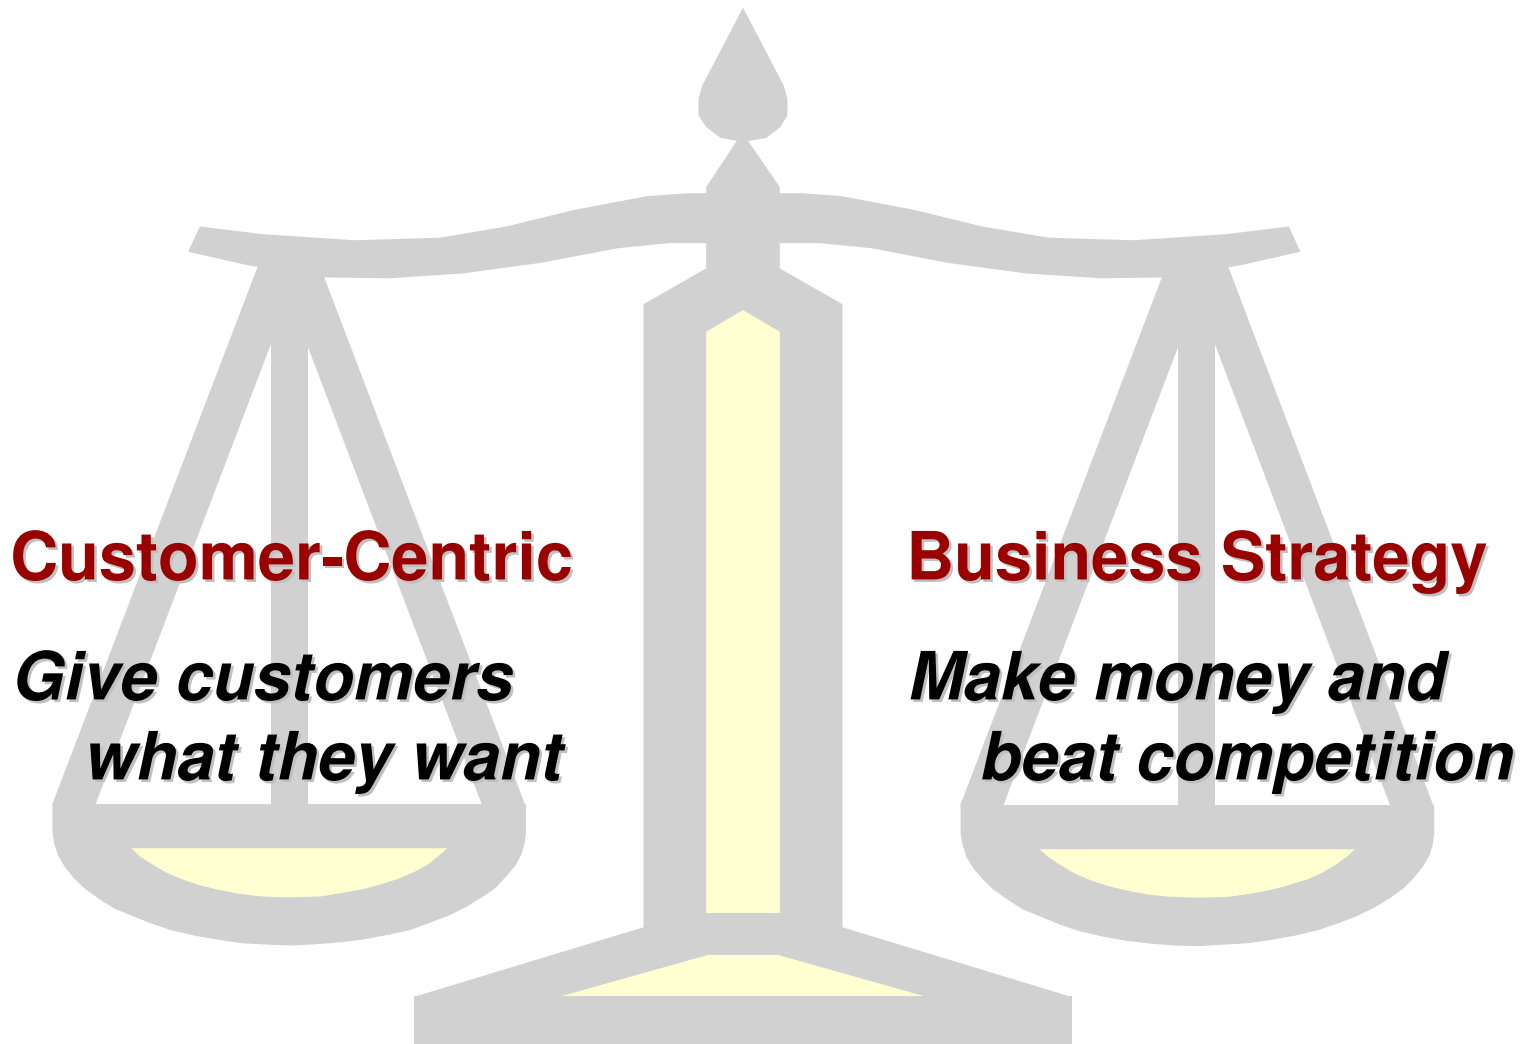 Customer-Centric
Give customers
what they want
Business Strategy
Make money and
beat competition